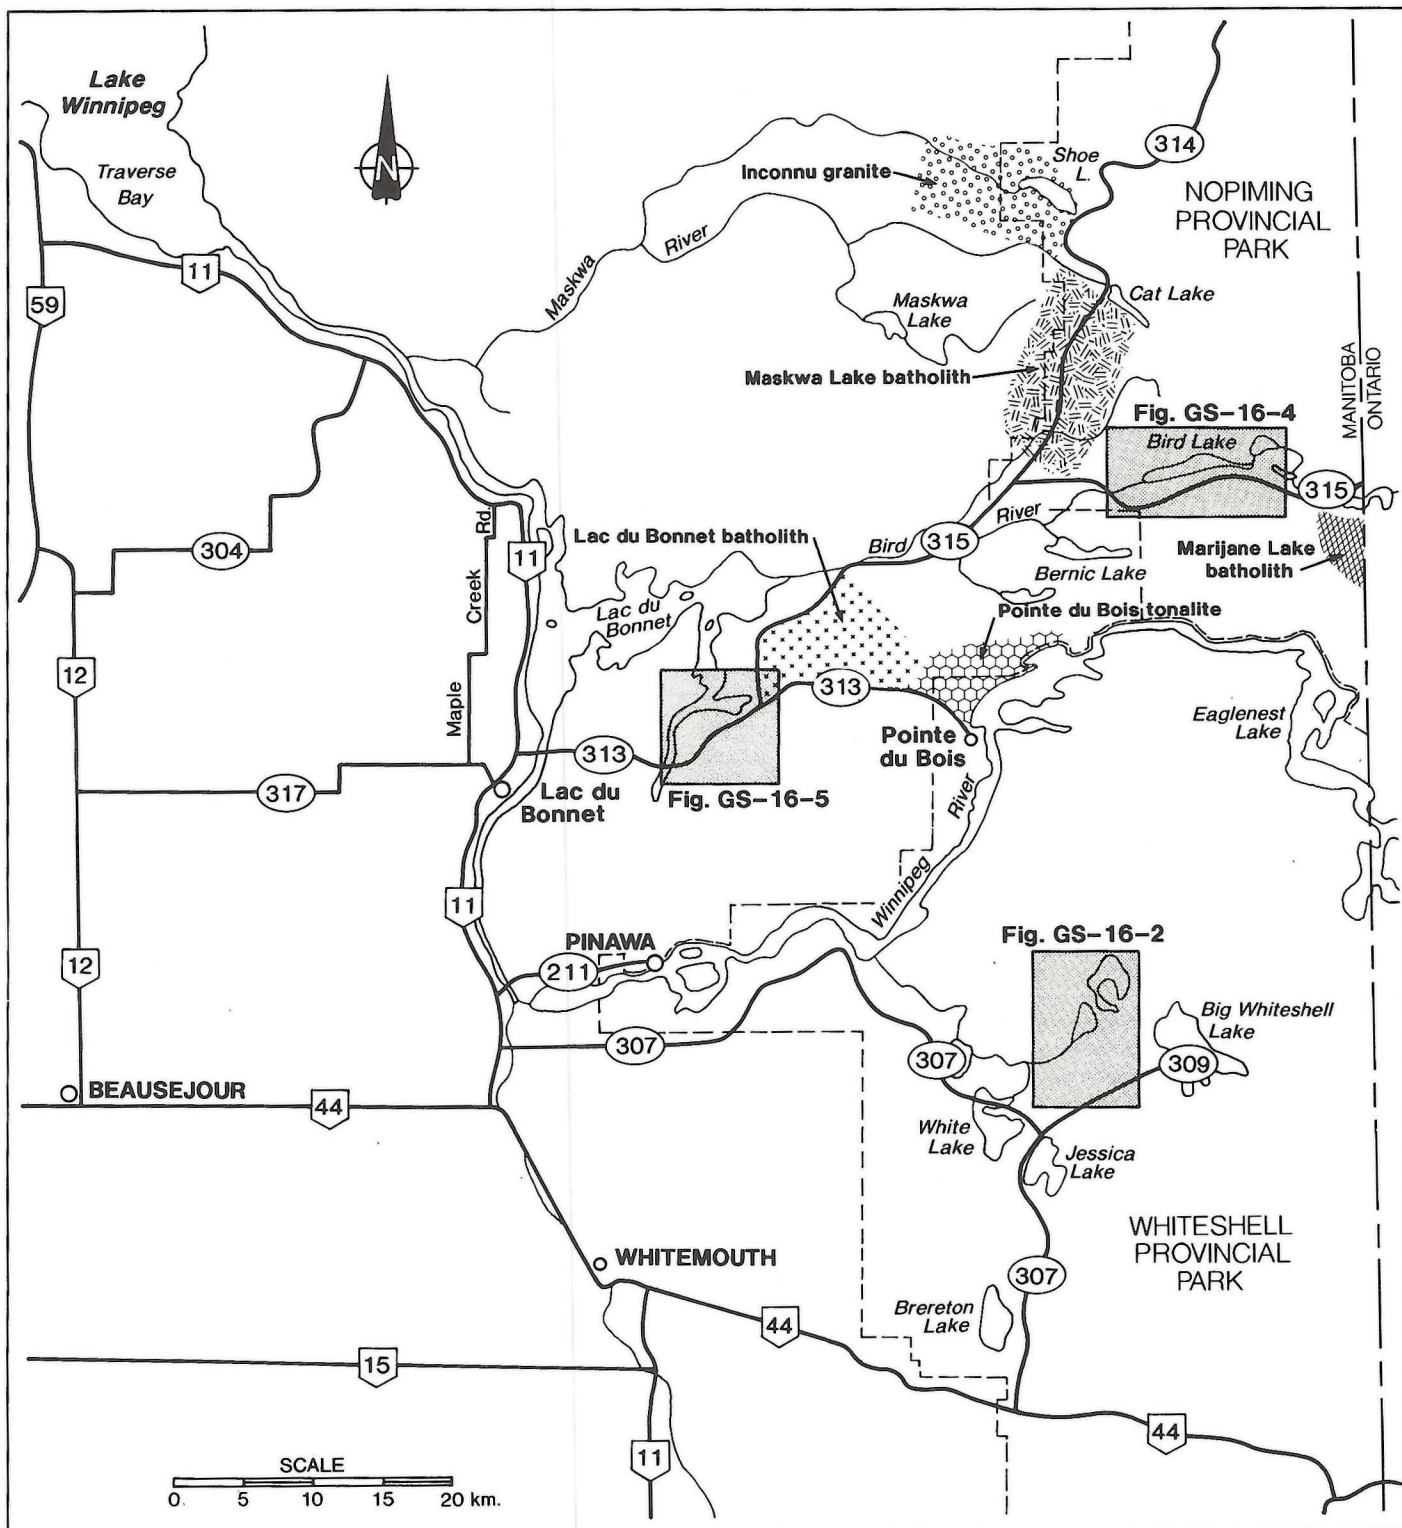 Lake
Winnipeg
Traverse
Bay
N
314
Shoe
L.
Inconnu granite
NOPIMING
PROVINCIAL
PARK
River
Maskwa
11
59
Cat Lake
Maskwa
Lake
MANITOBA
ONTARIO
Maskwa Lake batholith
Fig. GS-16-4
Bird Lake
315
Rd.
River
304
11
Lac du Bonnet batholith
Bird
315
Marijane Lake
batholith
Bernic Lake
Creek
Lac du
Bonnet
Pointe du Bois tonalite
12
313
Maple
Eaglenest
Lake
Pointe
du Bois
313
317
Lac du
Bonnet
Fig. GS-16-5
River
Winnipeg
11
Fig. GS-16-2
PINAWA
12
211
Big Whiteshell
Lake
307
307
309
BEAUSEJOUR
44
White
Lake
Jessica
Lake
WHITESHELL
PROVINCIAL
PARK
WHITEMOUTH
307
Brereton
Lake
44
15
44
11
SCALE
0. 5 10 15 20 km.